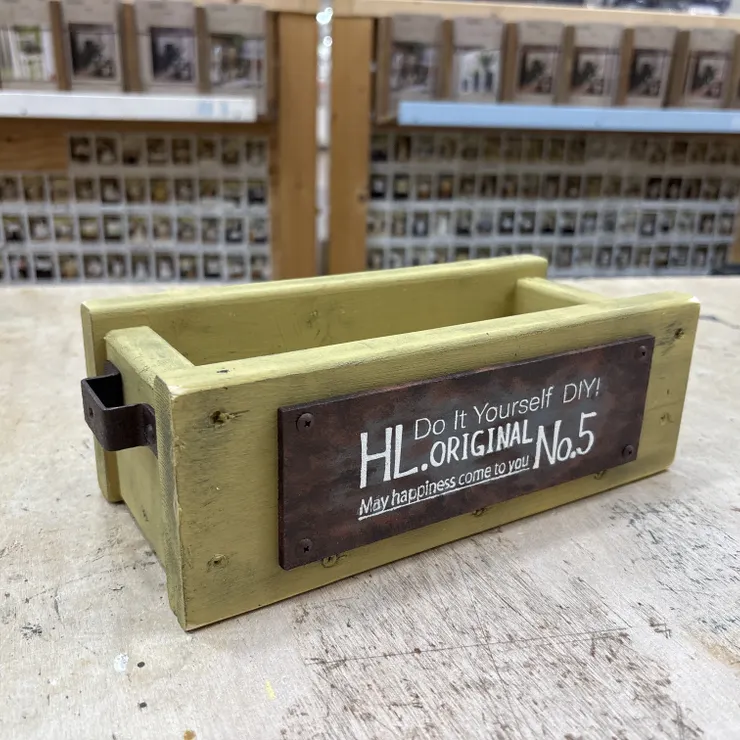 Do It Yourself DIY!
HL.ORIGINAL No.5
May happiness come to you